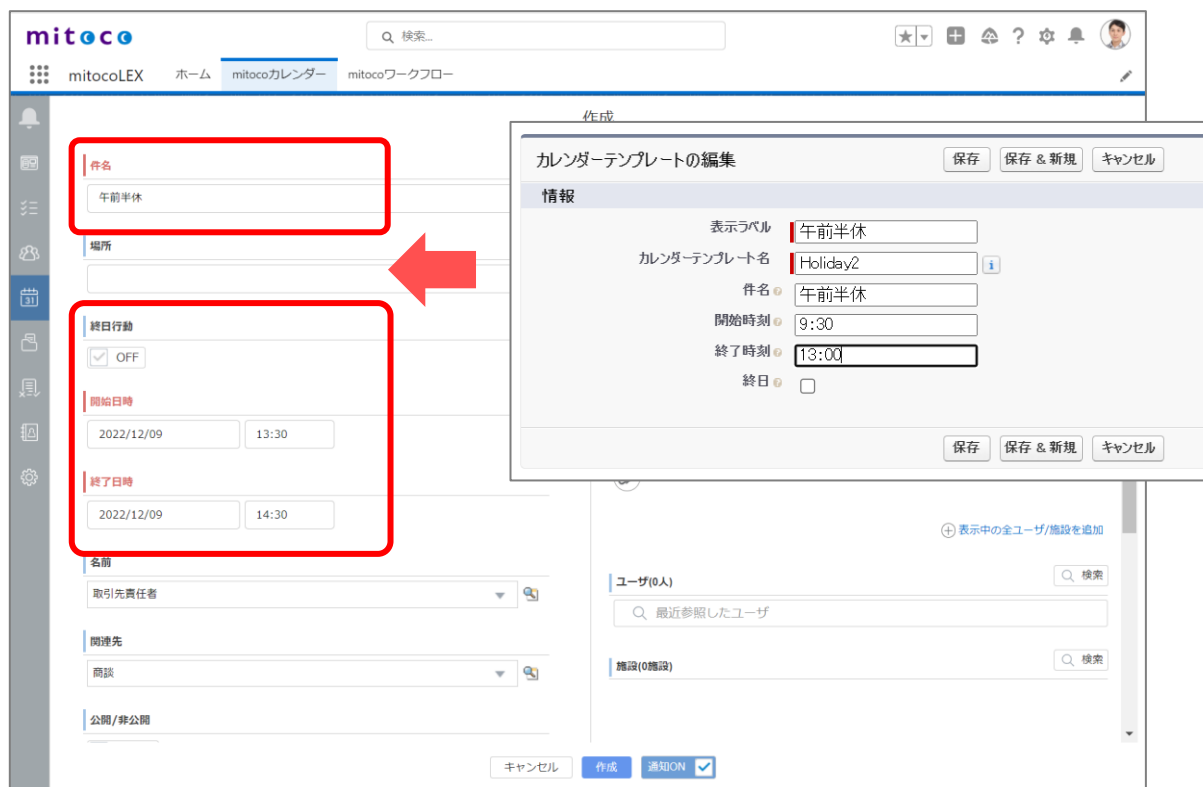 mitoco
検索...
mitocoLEX ホーム mitocoカレンダー mitocoワークフロー
作成
件名
午前半休
場所
終日行動
OFF
開始日時
2022/12/09 13:30
終了日時
2022/12/09 14:30
名前
取引先責任者
関連先
商談
公開/非公開
カレンダーテンプレートの編集 保存 保存 & 新規 キャンセル
情報
表示ラベル 午前半休
カレンダーテンプレート名 Holiday2
件名 午前半休
開始時刻 9:30
終了時刻 13:00
終日
保存 保存 & 新規 キャンセル
表示中の全ユーザ/施設を追加
ユーザ(0人) 検索
最近参照したユーザ
施設(0施設) 検索
キャンセル 作成 通知ON
31